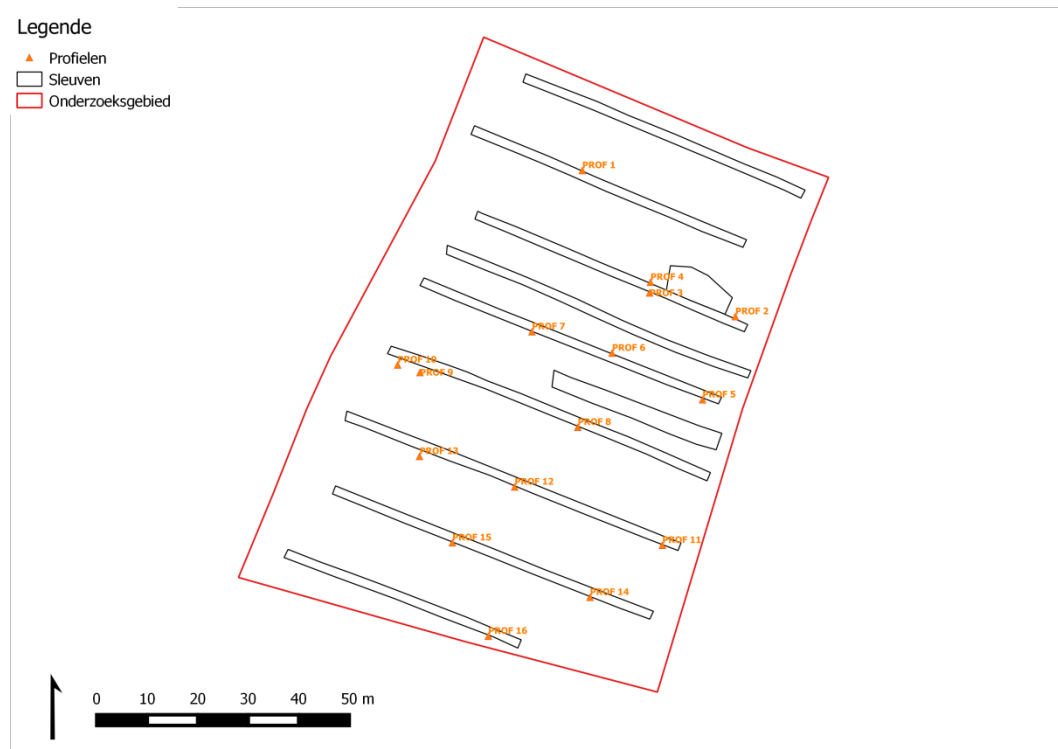 Legende
Profielen
Sleuven
Onderzoeksgebied
PROF 1
PROF 4
PROF 3
PROF 2
PROF 7
PROF 6
PROF 10
PROF 9
PROF 5
PROF 8
PROF 13
PROF 12
PROF 15
PROF 11
PROF 14
PROF 16
0 10 20 30 40 50 m